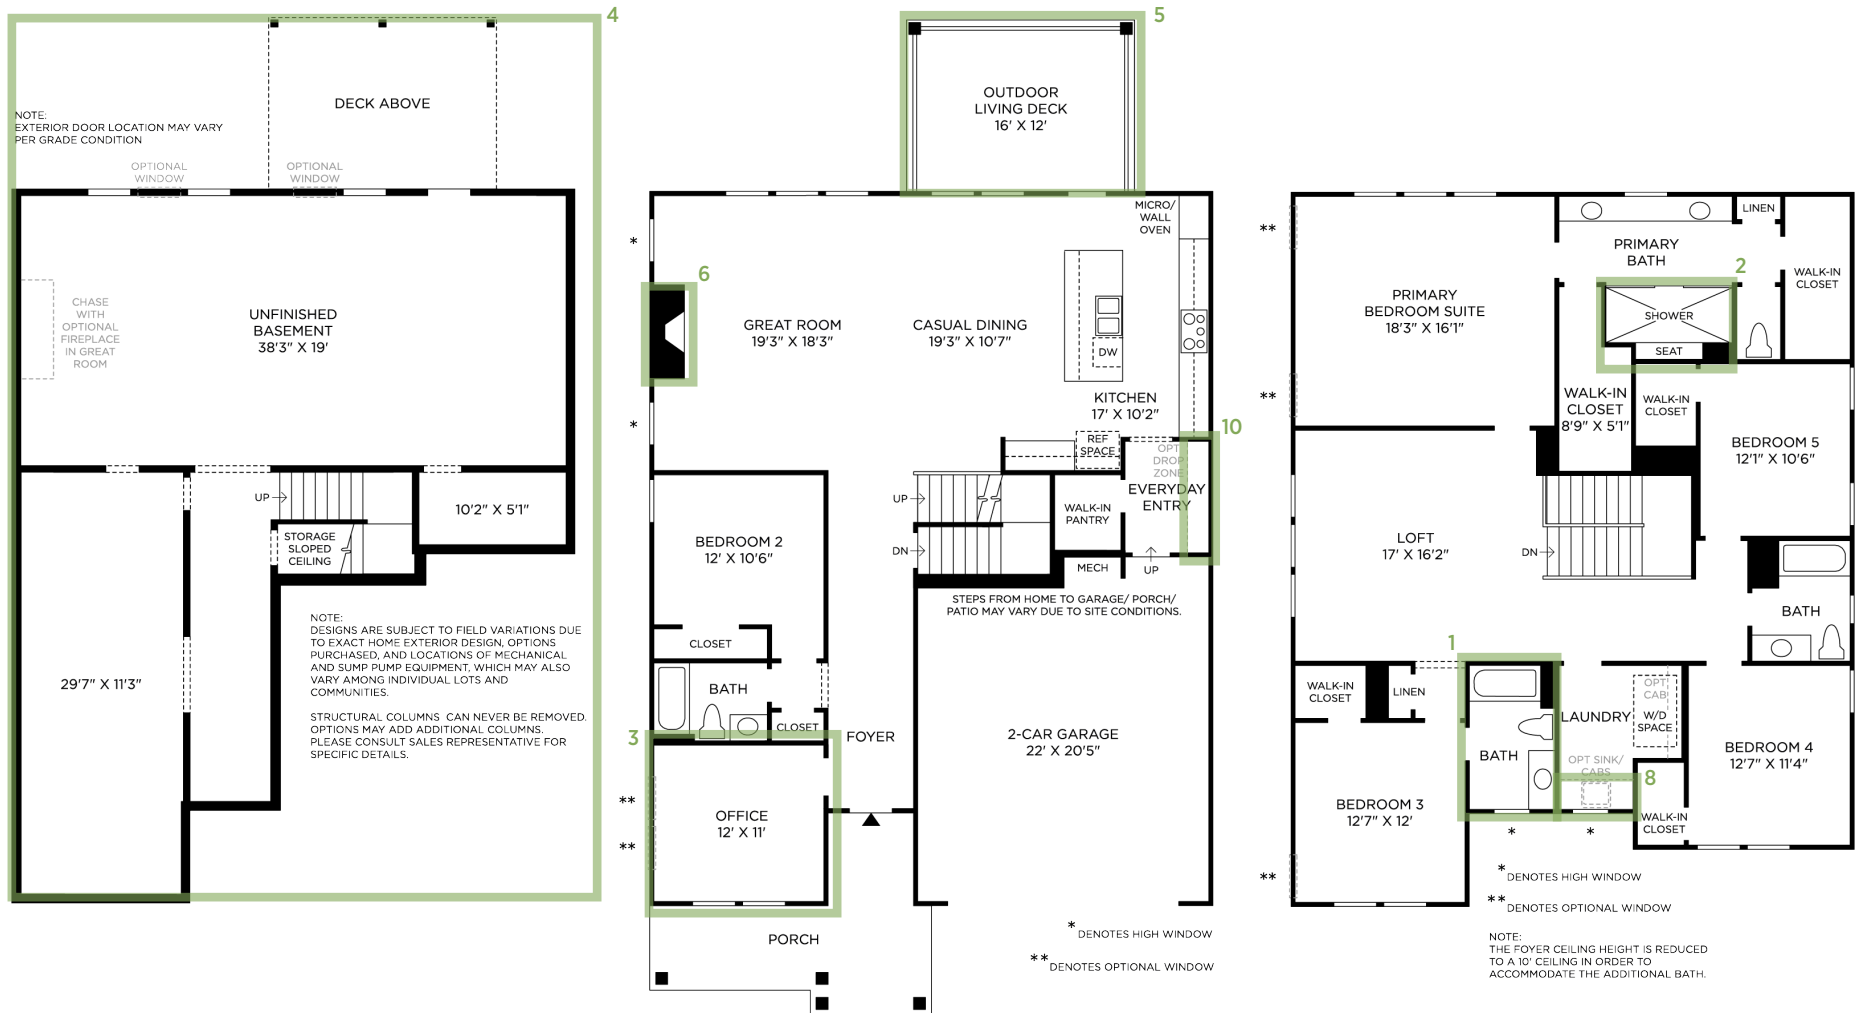 4
DECK ABOVE
NOTE:
EXTERIOR DOOR LOCATION MAY VARY
PER GRADE CONDITION
OPTIONAL
WINDOW
OPTIONAL
WINDOW
CHASE
WITH
OPTIONAL
FIREPLACE
IN GREAT
ROOM
UNFINISHED
BASEMENT
38'3" X 19'
UP
STORAGE
SLOPED
CEILING
10'2" X 5'1"
29'7" X 11'3"
NOTE:
DESIGNS ARE SUBJECT TO FIELD VARIATIONS DUE
TO EXACT HOME EXTERIOR DESIGN, OPTIONS
PURCHASED, AND LOCATIONS OF MECHANICAL
AND SUMP PUMP EQUIPMENT, WHICH MAY ALSO
VARY AMONG INDIVIDUAL LOTS AND
COMMUNITIES.
STRUCTURAL COLUMNS CAN NEVER BE REMOVED.
OPTIONS MAY ADD ADDITIONAL COLUMNS.
PLEASE CONSULT SALES REPRESENTATIVE FOR
SPECIFIC DETAILS.
5
OUTDOOR
LIVING DECK
16' X 12'
MICRO/
WALL
OVEN
*
6
GREAT ROOM
19'3" X 18'3"
CASUAL DINING
19'3" X 10'7"
DW
KITCHEN
17' X 10'2"
*
REF
SPACE
10
OPT
DROP
ZONE
EVERYDAY
ENTRY
UP
WALK-IN
PANTRY
DN
MECH
UP
BEDROOM 2
12' X 10'6"
STEPS FROM HOME TO GARAGE/ PORCH/
PATIO MAY VARY DUE TO SITE CONDITIONS.
CLOSET
BATH
CLOSET
3
FOYER
2-CAR GARAGE
22' X 20'5"
**
OFFICE
12' X 11'
**
PORCH
*DENOTES HIGH WINDOW
**DENOTES OPTIONAL WINDOW
LINEN
**
PRIMARY
BATH
WALK-IN
CLOSET
2
PRIMARY
BEDROOM SUITE
18'3" X 16'1"
SHOWER
SEAT
**
WALK-IN
CLOSET
8'9" X 5'1"
WALK-IN
CLOSET
BEDROOM 5
12'1" X 10'6"
LOFT
17' X 16'2"
DN
BATH
1
WALK-IN
CLOSET
LINEN
OPT
CAB
LAUNDRY
W/D
SPACE
BATH
OPT SINK/
CABS
8
BEDROOM 4
12'7" X 11'4"
BEDROOM 3
12'7" X 12'
WALK-IN
CLOSET
*
*
**
*DENOTES HIGH WINDOW
**DENOTES OPTIONAL WINDOW
NOTE:
THE FOYER CEILING HEIGHT IS REDUCED
TO A 10' CEILING IN ORDER TO
ACCOMMODATE THE ADDITIONAL BATH.